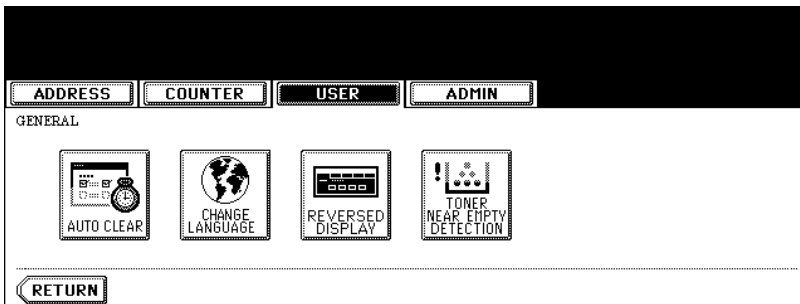 ADDRESS COUNTER USER ADMIN
GENERAL
AUTO CLEAR
CHANGE
LANGUAGE
REVERSED
DISPLAY
TONER
NEAR EMPTY
DETECTION
RETURN